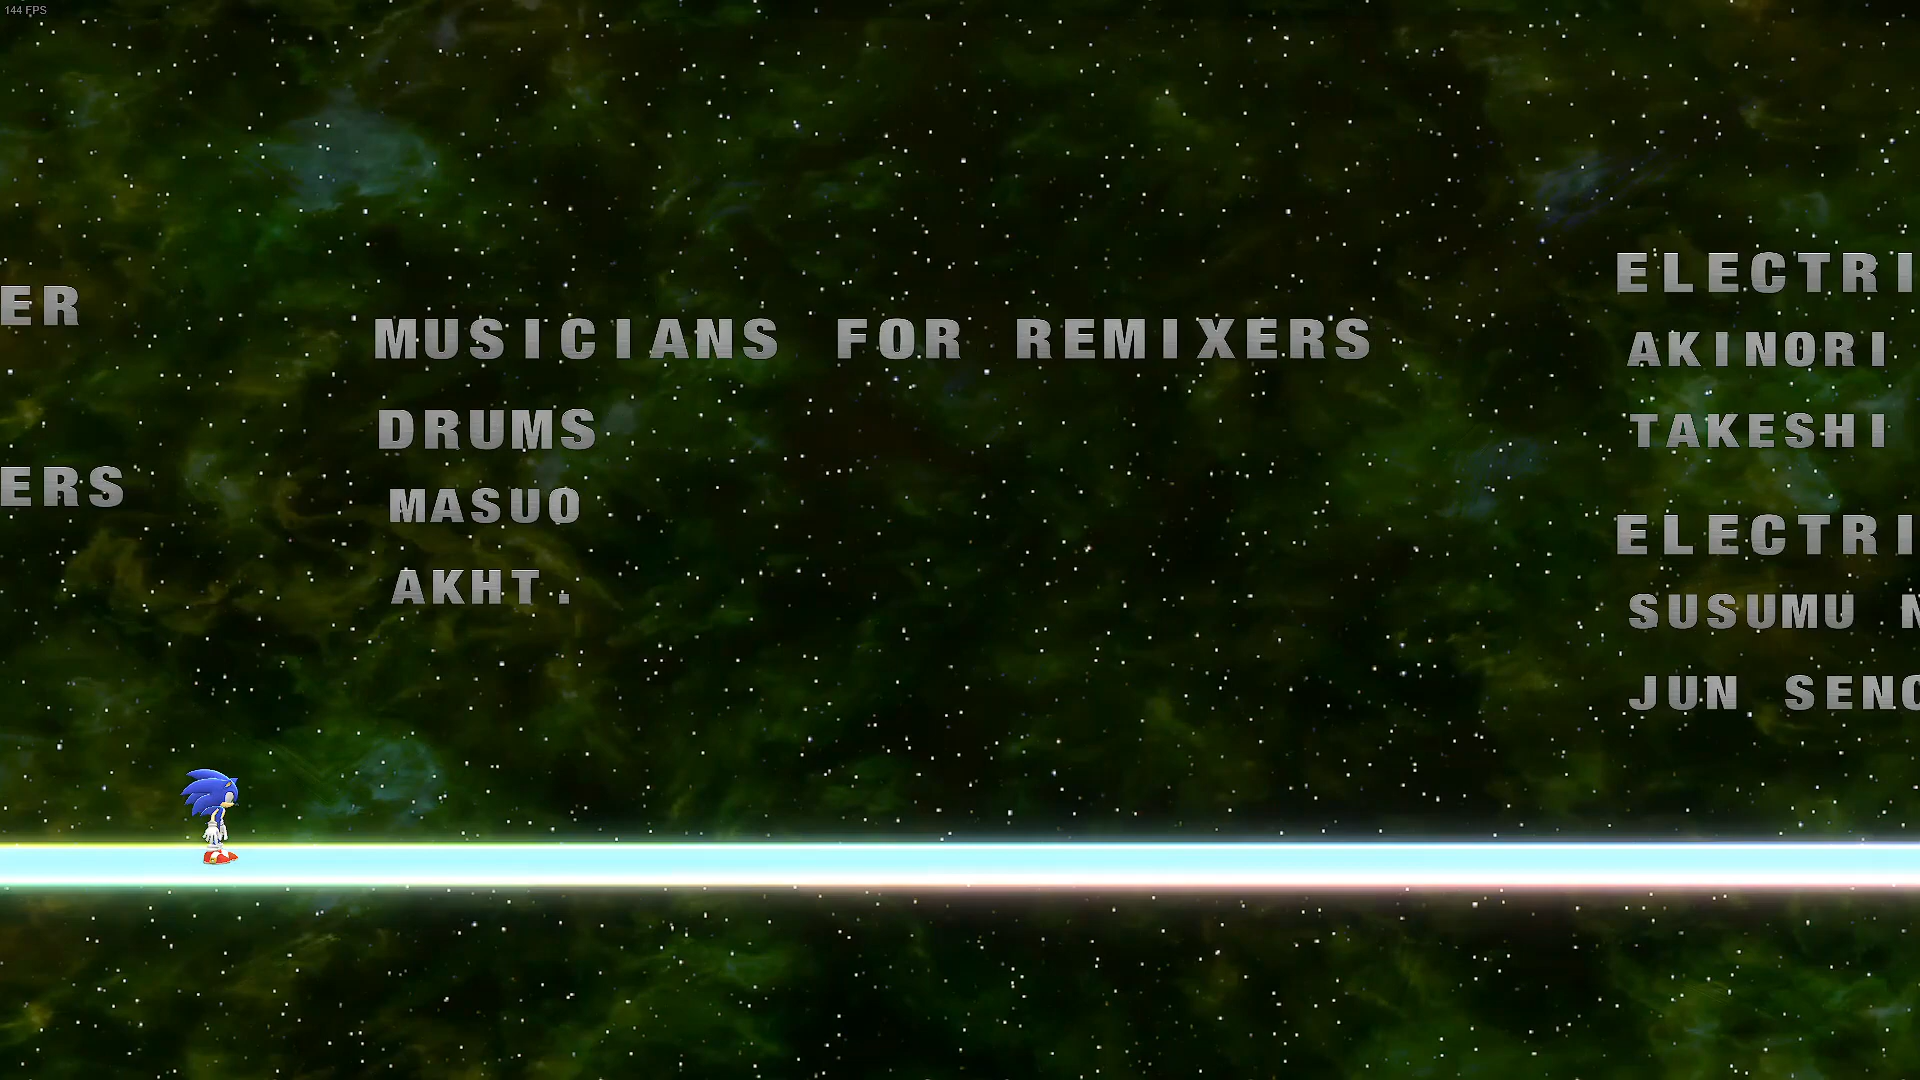 144 FPS
ER
ERS
MUSICIANS FOR REMIXERS
DRUMS
MASUO
AKHT.
ELECTRI
AKINORI
TAKESHI
ELECTRI
SUSUMU N
JUN SENO